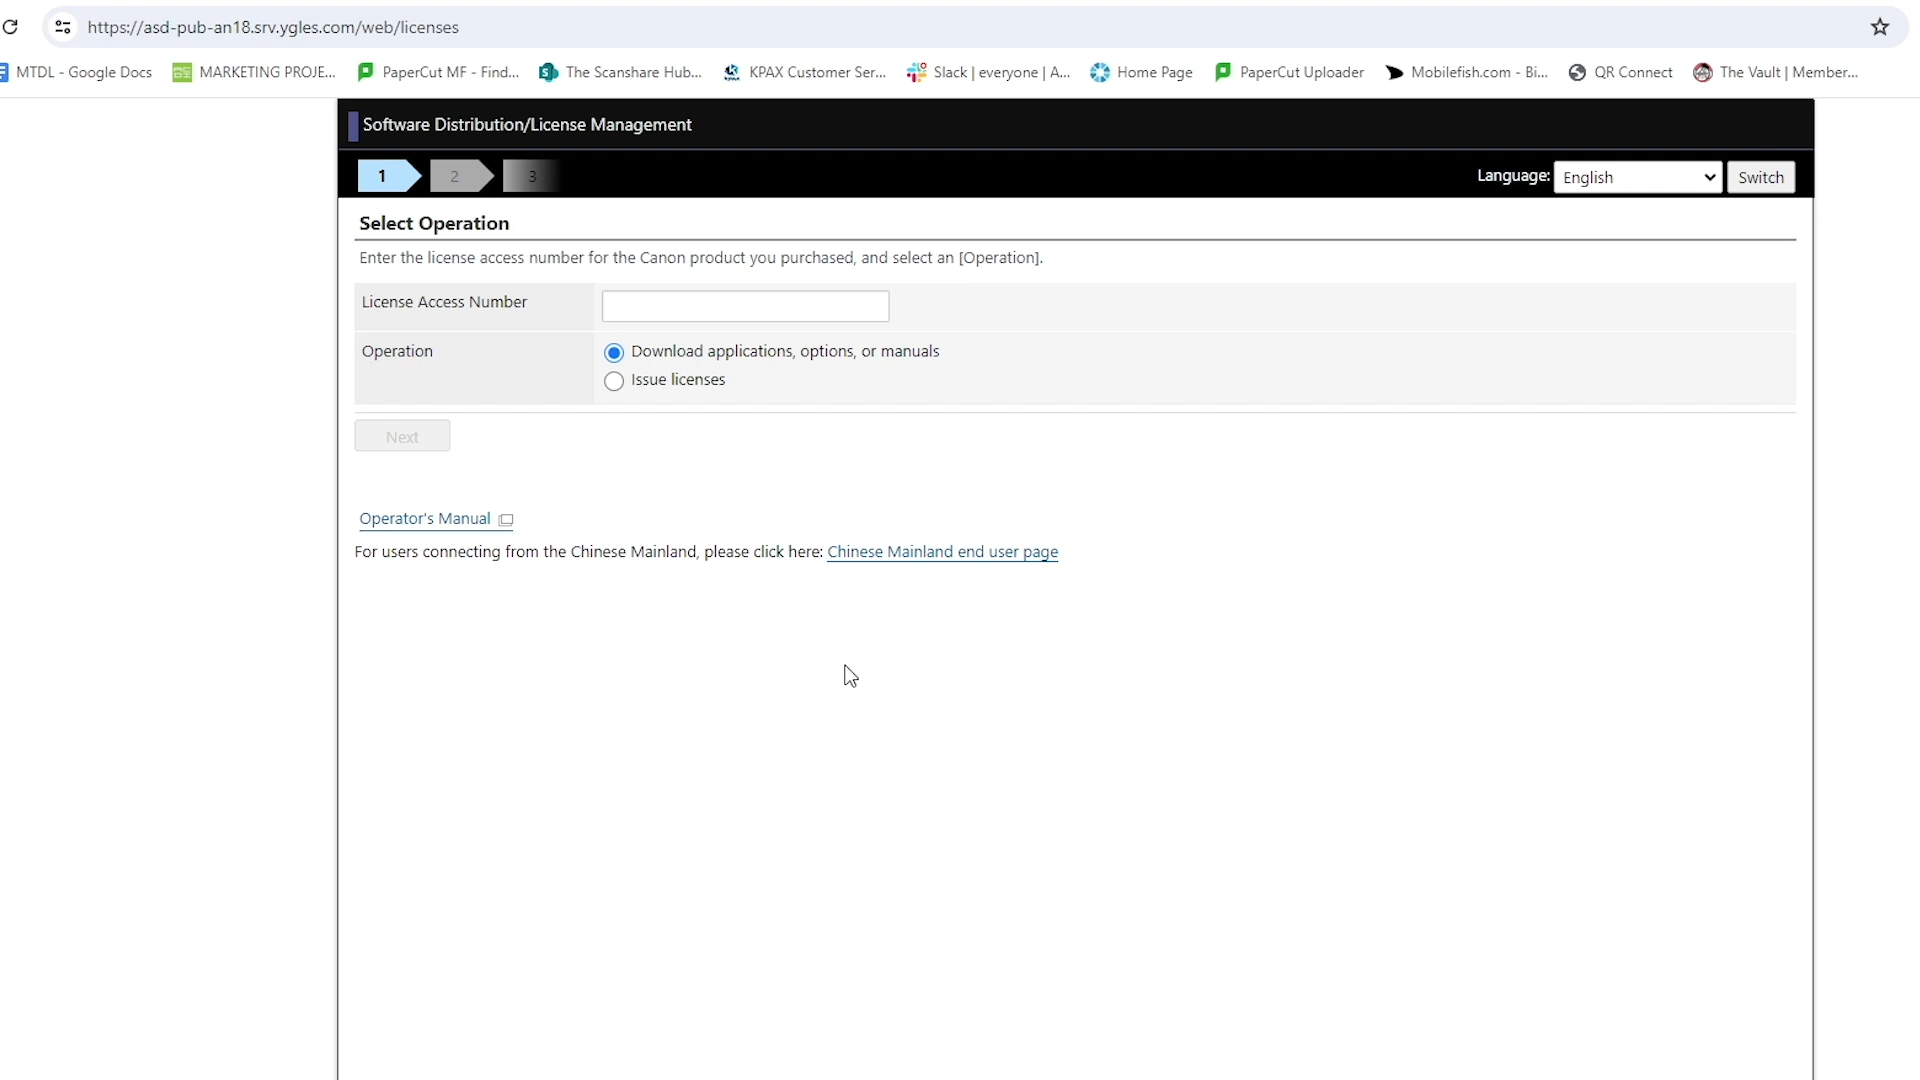 https://asd-pub-an18.srv.ygles.com/web/licenses
MTDL - Google Docs MARKETING PROJE... PaperCut MF - Find... The Scanshare Hub... KPAX Customer Ser... Slack | everyone | A... Home Page PaperCut Uploader Mobilefish.com - Bi... QR Connect The Vault | Member...
Software Distribution/License Management
1 2 3 Language: English Switch
Select Operation
Enter the license access number for the Canon product you purchased, and select an [Operation].
License Access Number
Operation Download applications, options, or manuals
Issue licenses
Next
Operator's Manual
For users connecting from the Chinese Mainland, please click here: Chinese Mainland end user page